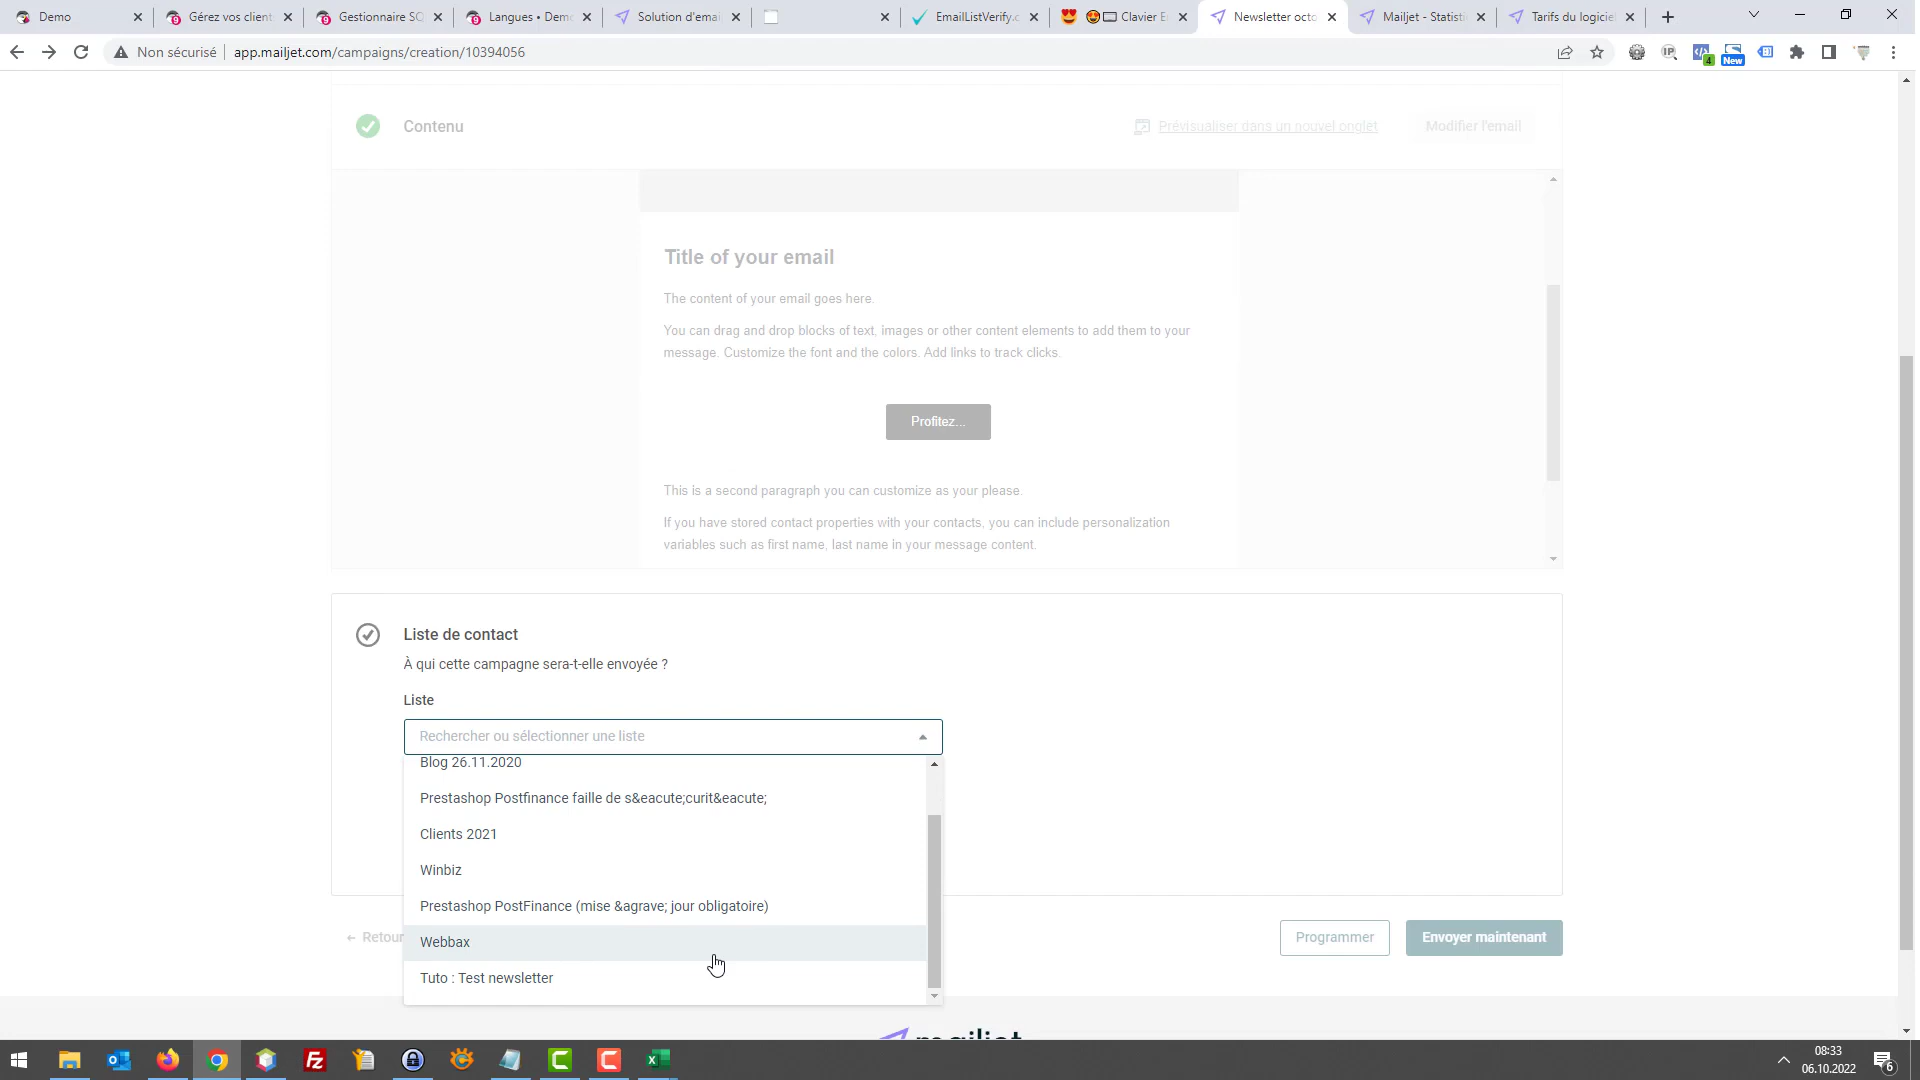 Demo
Gérez vos client
Gestionnaire SQ
Langues • Demo
Solution d'emai
EmailListVerify.c
Clavier E
Newsletter octo
Mailjet - Statisti
Tarifs du logicie
Non sécurisé
app.mailjet.com/campaigns/creation/10394056
4
New
Contenu
Prévisualiser dans un nouvel onglet
Modifier l'email
Title of your email
The content of your email goes here.
You can drag and drop blocks of text, images or other content elements to add them to your
message. Customize the font and the colors. Add links to track clicks.
Profitez...
This is a second paragraph you can customize as your please.
If you have stored contact properties with your contacts, you can include personalization
variables such as first name, last name in your message content.
Liste de contact
À qui cette campagne sera-t-elle envoyée ?
Liste
Rechercher ou sélectionner une liste
Blog 26.11.2020
Prestashop Postfinance faille de s&eacute;curit&eacute;
Clients 2021
Winbiz
Prestashop PostFinance (mise &agrave; jour obligatoire)
Webbax
Tuto : Test newsletter
← Retour
Programmer
Envoyer maintenant
mailjet
08:33
06.10.2022
6